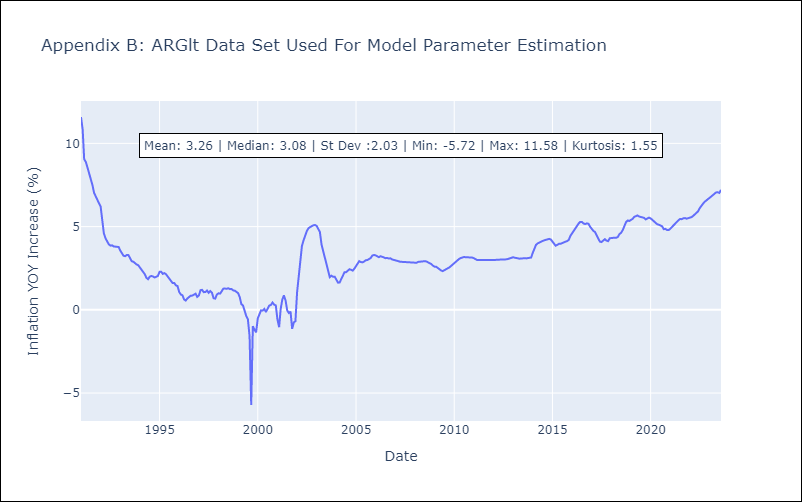 Appendix B: ARGlt Data Set Used For Model Parameter Estimation
Mean: 3.26 | Median: 3.08 | St Dev :2.03 | Min: -5.72 | Max: 11.58 | Kurtosis: 1.55
Inflation YOY Increase (%)
10
5
0
−5
1995
2000
2005
2010
2015
2020
Date